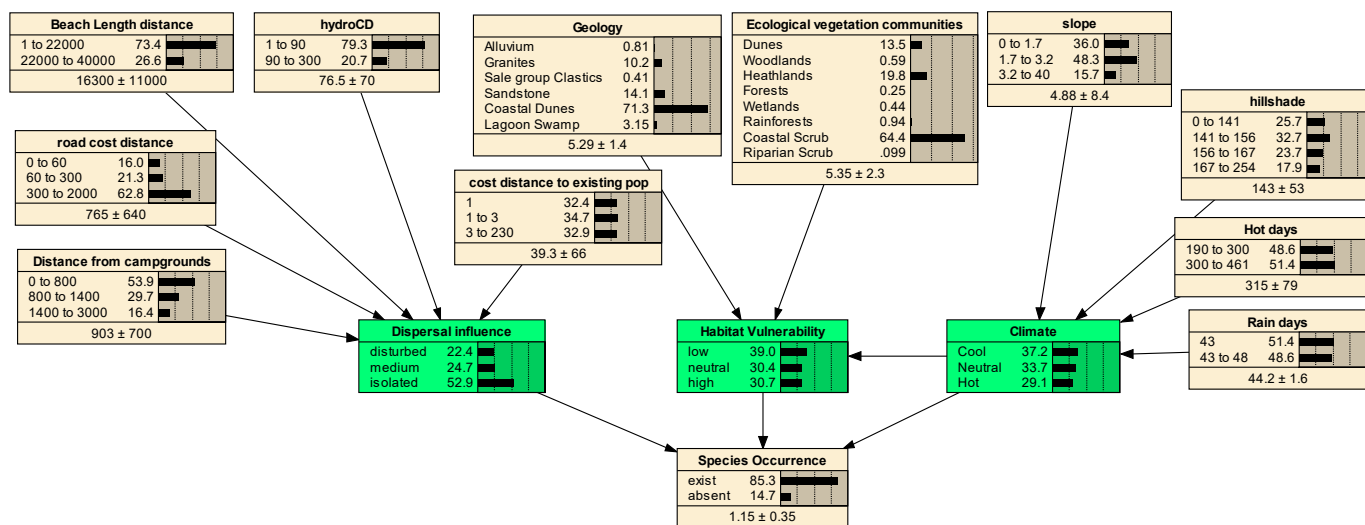 Beach Length distance
1 to 22000 73.4
22000 to 40000 26.6
16300 ± 11000
hydroCD
1 to 90 79.3
90 to 300 20.7
76.5 ± 70
Geology
Alluvium 0.81
Granites 10.2
Sale group Clastics 0.41
Sandstone 14.1
Coastal Dunes 71.3
Lagoon Swamp 3.15
5.29 ± 1.4
Ecological vegetation communities
Dunes 13.5
Woodlands 0.59
Heathlands 19.8
Forests 0.25
Wetlands 0.44
Rainforests 0.94
Coastal Scrub 64.4
Riparian Scrub .099
5.35 ± 2.3
slope
0 to 1.7 36.0
1.7 to 3.2 48.3
3.2 to 40 15.7
4.88 ± 8.4
hillshade
0 to 141 25.7
141 to 156 32.7
156 to 167 23.7
167 to 254 17.9
143 ± 53
road cost distance
0 to 60 16.0
60 to 300 21.3
300 to 2000 62.8
765 ± 640
cost distance to existing pop
1 32.4
1 to 3 34.7
3 to 230 32.9
39.3 ± 66
Hot days
190 to 300 48.6
300 to 461 51.4
315 ± 79
Distance from campgrounds
0 to 800 53.9
800 to 1400 29.7
1400 to 3000 16.4
903 ± 700
Rain days
43 51.4
43 to 48 48.6
44.2 ± 1.6
Dispersal influence
disturbed 22.4
medium 24.7
isolated 52.9
Habitat Vulnerability
low 39.0
neutral 30.4
high 30.7
Climate
Cool 37.2
Neutral 33.7
Hot 29.1
Species Occurrence
exist 85.3
absent 14.7
1.15 ± 0.35